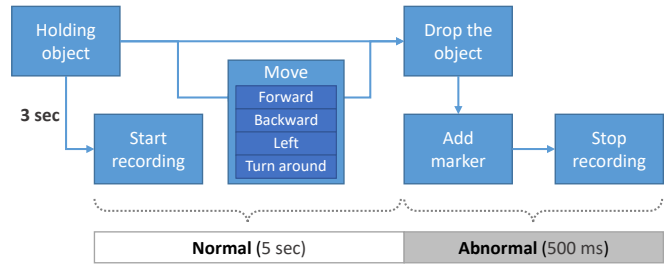 Holding
object
Drop the
object
Move
Forward
Backward
Left
Turn around
3 sec
Start
recording
Add
marker
Stop
recording
Normal (5 sec)
Abnormal (500 ms)